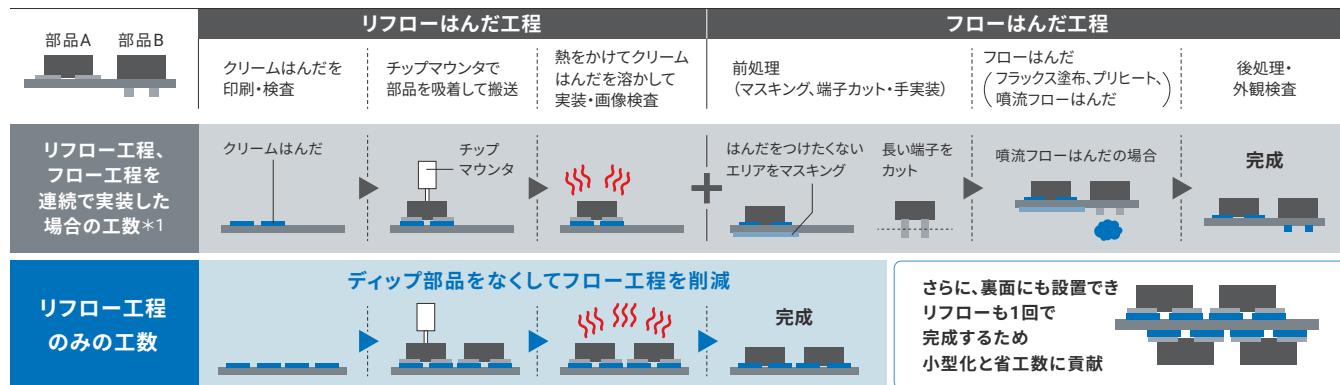 部品A 部品B
リフローはんだ工程
フローはんだ工程
クリームはんだを
印刷・検査
チップマウンタで
部品を吸着して搬送
熱をかけてクリーム
はんだを溶かして
実装・画像検査
前処理
（マスキング、端子カット・手実装）
フローはんだ
（フラックス塗布、プリヒート、
噴流フローはんだ）
後処理・
外観検査
リフロー工程、
フロー工程を
連続で実装した
場合の工数＊1
クリームはんだ
チップ
マウンタ
はんだをつけたくない
エリアをマスキング
長い端子を
カット
噴流フローはんだの場合
完成
リフロー工程
のみの工数
ディップ部品をなくしてフロー工程を削減
完成
さらに、裏面にも設置でき
リフローも1回で
完成するため
小型化と省工数に貢献